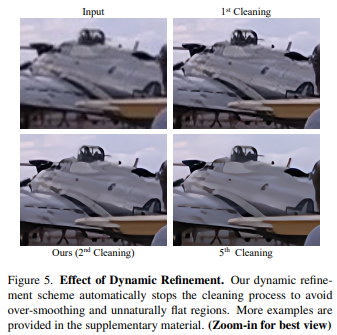 Input
1st Cleaning
Ours (2nd Cleaning)
5th Cleaning
Figure 5. Effect of Dynamic Refinement. Our dynamic refine-
ment scheme automatically stops the cleaning process to avoid
over-smoothing and unnaturally flat regions. More examples are
provided in the supplementary material. (Zoom-in for best view)